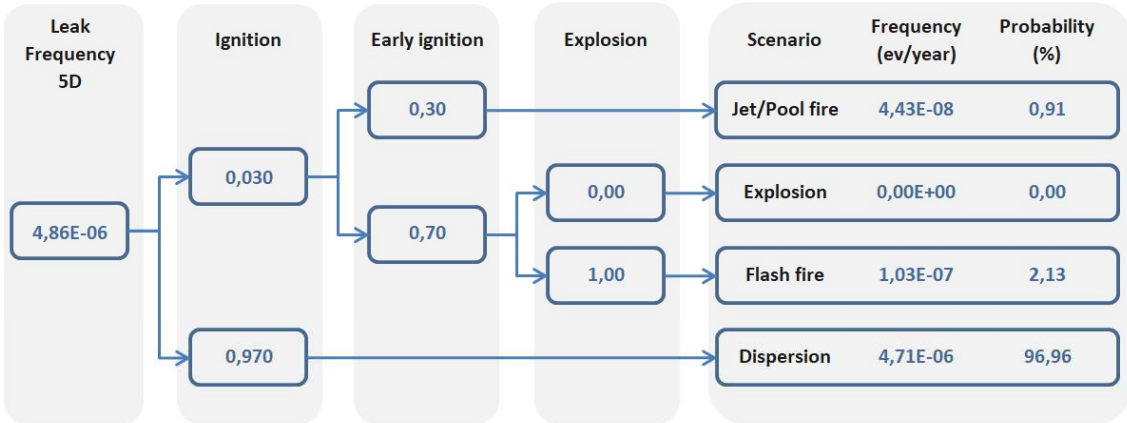 Leak
Frequency
5D
Ignition
Early ignition
Explosion
Scenario
Frequency
(ev/year)
Probability
(%)
4,86E-06
0,030
0,970
0,30
0,70
0,00
1,00
Jet/Pool fire 4,43E-08 0,91
Explosion 0,00E+00 0,00
Flash fire 1,03E-07 2,13
Dispersion 4,71E-06 96,96